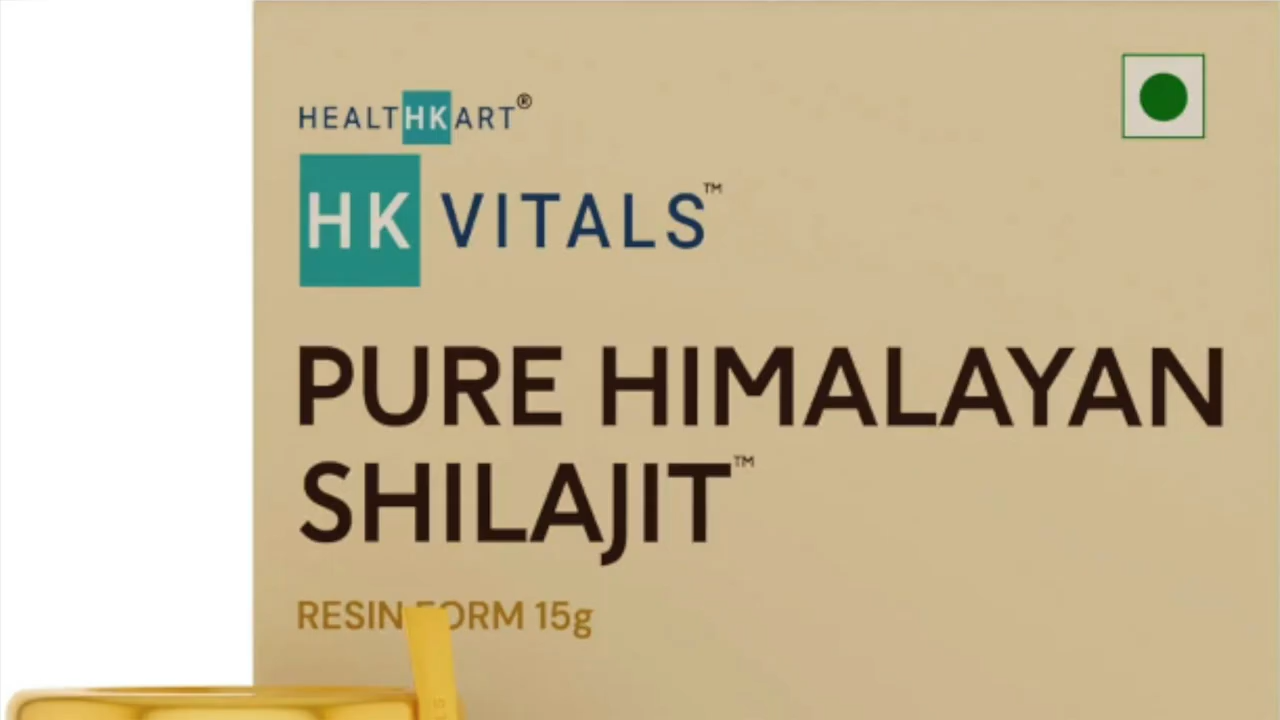 HEALTHKART®
HK VITALS™
PURE HIMALAYAN
SHILAJIT™
RESIN FORM 15g